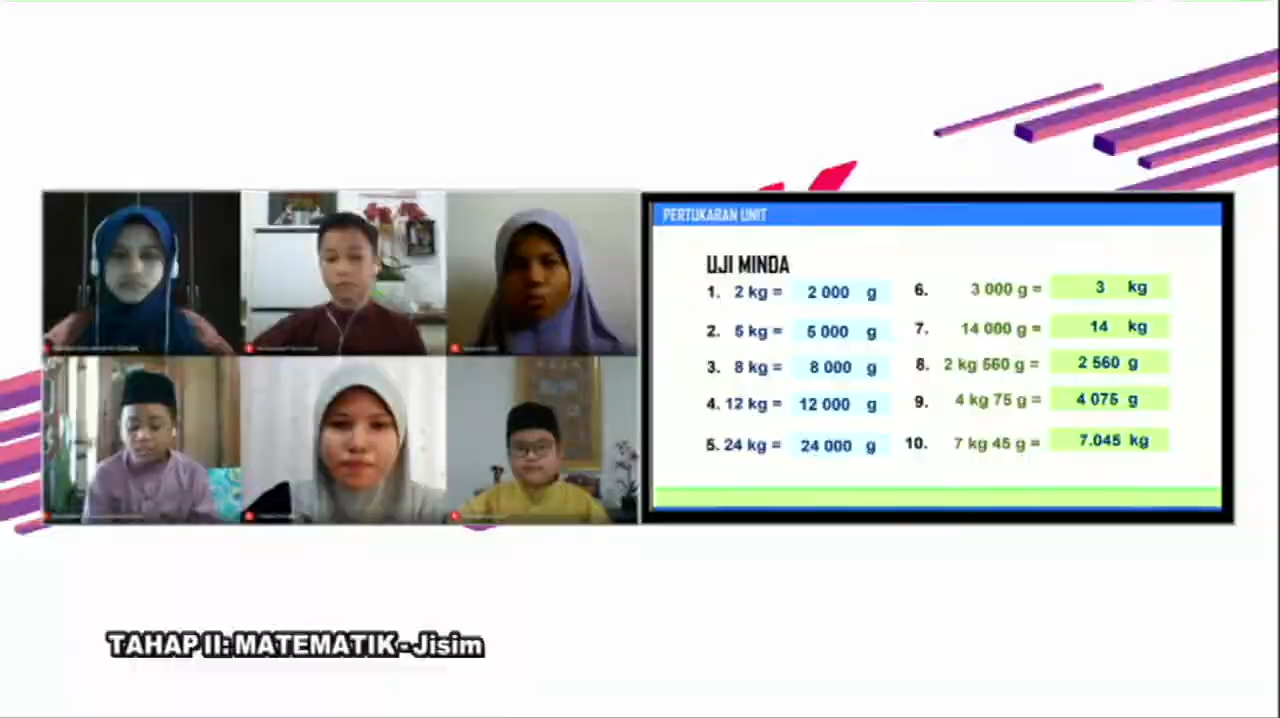 PERTUKARAN UNIT
UJI MINDA
1. 2 kg = 2 000 g
2. 5 kg = 5 000 g
3. 8 kg = 8 000 g
4. 12 kg = 12 000 g
5. 24 kg = 24 000 g
6. 3 000 g = 3 kg
7. 14 000 g = 14 kg
8. 2 kg 560 g = 2 560 g
9. 4 kg 75 g = 4 075 g
10. 7 kg 45 g = 7.045 kg
TAHAP II: MATEMATIK - Jisim